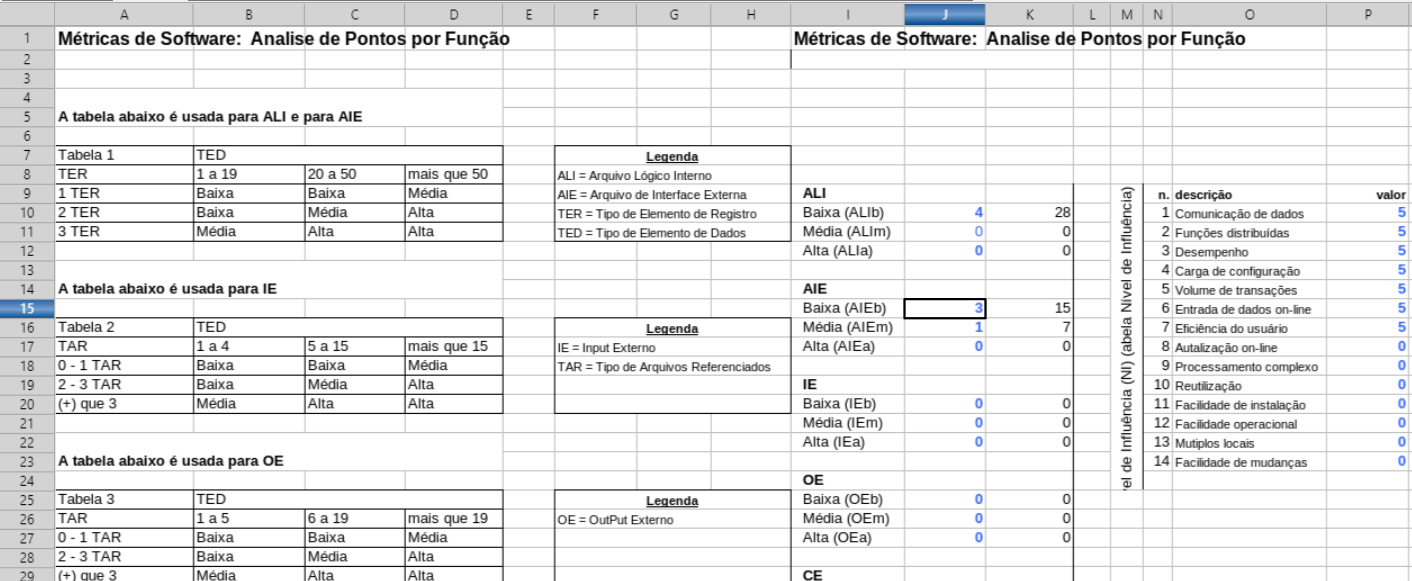 A B C D E F G H I J K L M N O P
1 Métricas de Software: Analise de Pontos por Função Métricas de Software: Analise de Pontos por Função
2
3
4
5 A tabela abaixo é usada para ALI e para AIE
6
7 Tabela 1 TED Legenda
8 TER 1 a 19 20 a 50 mais que 50 ALI = Arquivo Lógico Interno
9 1 TER Baixa Baixa Média AIE = Arquivo de Interface Externa ALI n. descrição valor
10 2 TER Baixa Média Alta TER = Tipo de Elemento de Registro Baixa (ALIb) 4 28 1 Comunicação de dados 5
11 3 TER Média Alta Alta TED = Tipo de Elemento de Dados Média (ALIm) 0 0 2 Funções distribuídas 5
12 Alta (ALIa) 0 0 3 Desempenho 5
13 4 Carga de configuração 5
14 A tabela abaixo é usada para IE AIE 5 Volume de transações 5
15 Baixa (AIEb) 3 15 6 Entrada de dados on-line 5
16 Tabela 2 TED Legenda Média (AIEm) 1 7 7 Eficiência do usuário 5
17 TAR 1 a 4 5 a 15 mais que 15 IE = Input Externo Alta (AIEa) 0 0 8 Autalização on-line 0
18 0 - 1 TAR Baixa Baixa Média TAR = Tipo de Arquivos Referenciados 9 Processamento complexo 0
19 2 - 3 TAR Baixa Média Alta IE 10 Reutilização 0
20 (+) que 3 Média Alta Alta Baixa (IEb) 0 0 11 Facilidade de instalação 0
21 Média (IEm) 0 0 12 Facilidade operacional 0
22 Alta (IEa) 0 0 13 Mutiplos locais 0
23 A tabela abaixo é usada para OE 14 Facilidade de mudanças 0
24 OE
25 Tabela 3 TED Legenda Baixa (OEb) 0 0
26 TAR 1 a 5 6 a 19 mais que 19 OE = OutPut Externo Média (OEm) 0 0
27 0 - 1 TAR Baixa Baixa Média Alta (OEa) 0 0
28 2 - 3 TAR Baixa Média Alta
29 (+) que 3 Média Alta Alta CE
vel de Influência (NI) (abela Nível de Influência)